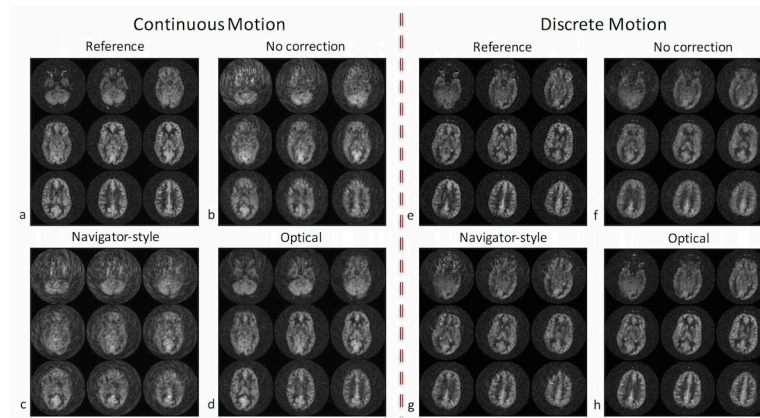 Continuous Motion
Discrete Motion
Reference
No correction
Reference
No correction
a
b
e
f
Navigator-style
Optical
Navigator-style
Optical
c
d
g
h